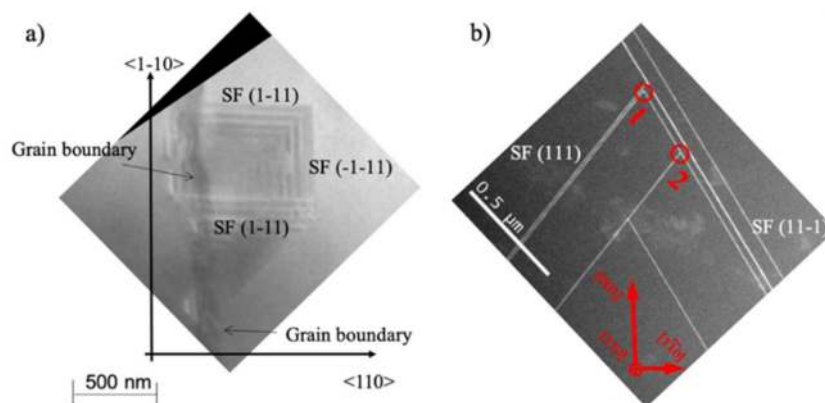 a)
<1-10>
SF (1-11)
Grain boundary
SF (-1-11)
SF (1-11)
Grain boundary
<110>
500 nm
b)
1
SF (111)
2
0.5 μm
SF (11-1)